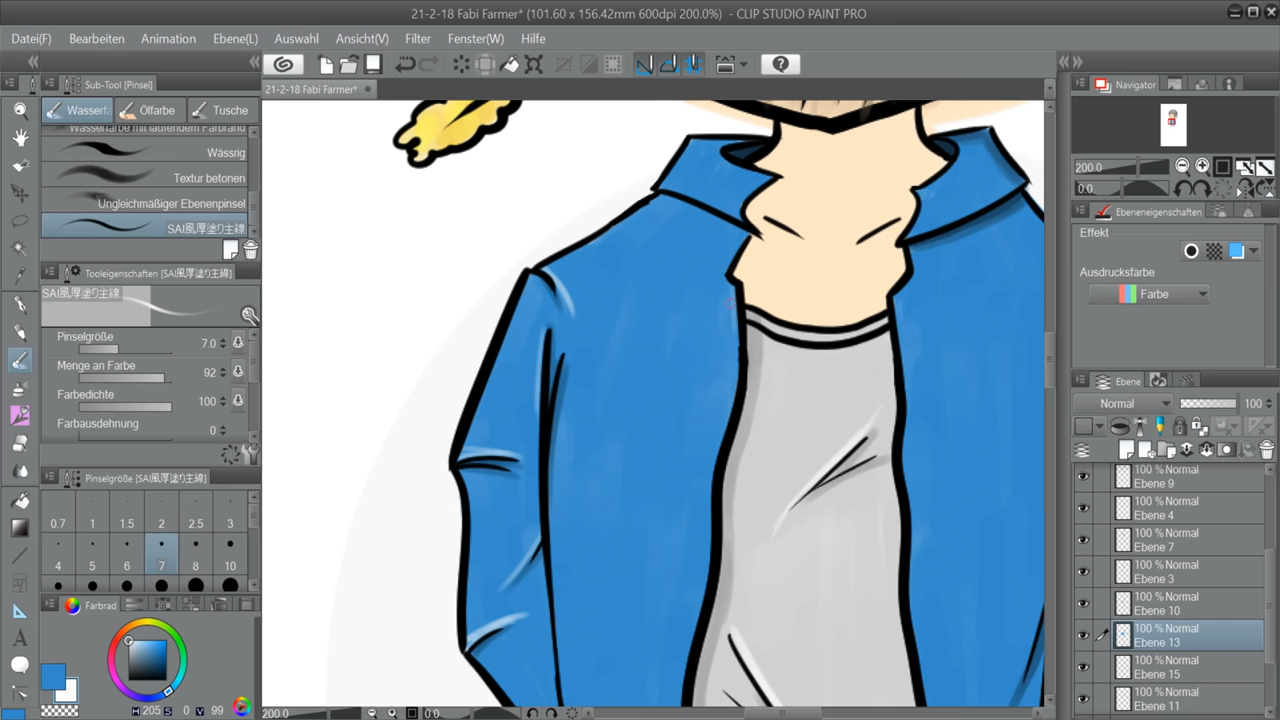 21-2-18 Fabi Farmer* (101.60 x 156.42mm 600dpi 200.0%) - CLIP STUDIO PAINT PRO
Datei(F) Bearbeiten Animation Ebene(L) Auswahl Ansicht(V) Filter Fenster(W) Hilfe
Sub-Tool [Pinsel]
Wasserf. Ölfarbe Tusche
Wasserfarbe mit laufendem Farbrand
Wässrig
Textur betonen
Ungleichmäßiger Ebenenpinsel
SAI風厚塗り主線
Tooleigenschaften [SAI風厚塗り主線]
SAI風厚塗り主線
Pinselgröße 7.0
Menge an Farbe 92
Farbedichte 100
Farbausdehnung 0
Pinselgröße [SAI風厚塗り主線]
0.7 1 1.5 2 2.5 3
4 5 6 7 8 10
Farbrad
H 205 S 0 V 99
21-2-18 Fabi Farmer*
200.0 0.0
Navigator
200.0
0.0
Ebeneneigenschaften
Effekt
Ausdrucksfarbe
Farbe
Ebene
Normal 100
100 % Normal
Ebene 9
100 % Normal
Ebene 4
100 % Normal
Ebene 7
100 % Normal
Ebene 3
100 % Normal
Ebene 10
100 % Normal
Ebene 13
100 % Normal
Ebene 15
100 % Normal
Ebene 11